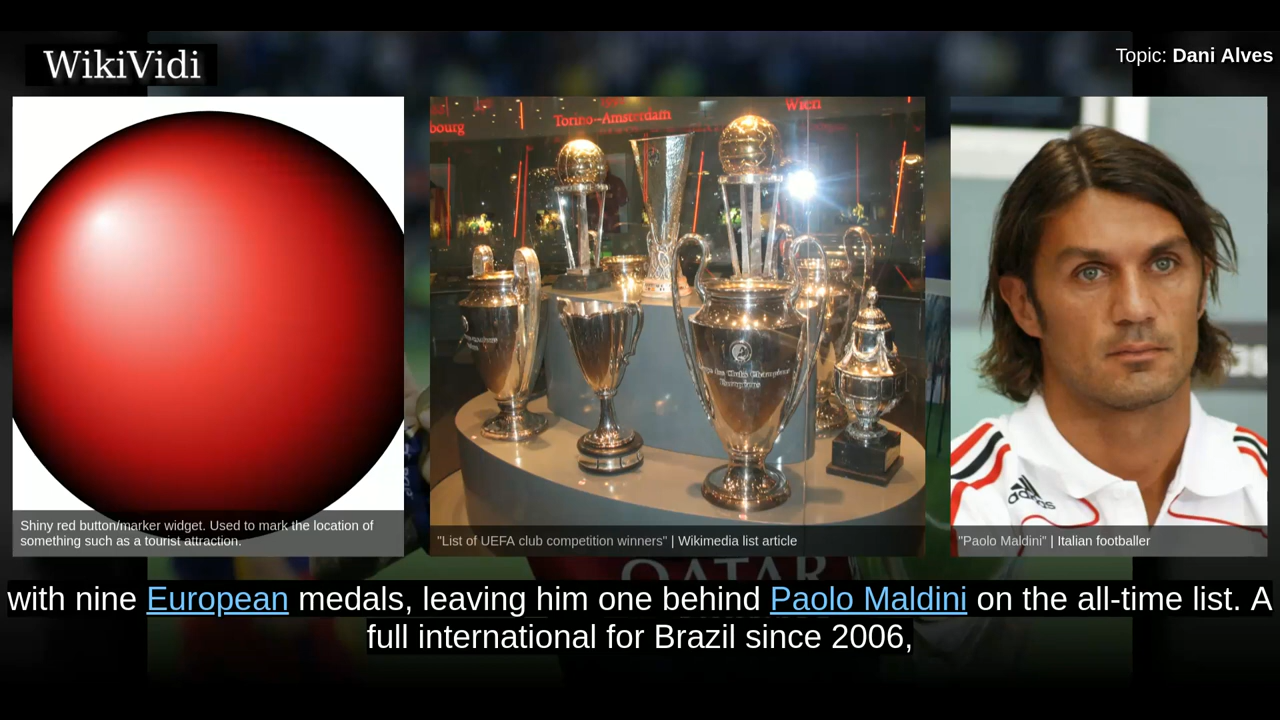 WikiVidi
Topic: Dani Alves
bourg
Torino-Amsterdam
Wien
adidas
Shiny red button/marker widget. Used to mark the location of
something such as a tourist attraction.
"List of UEFA club competition winners" | Wikimedia list article
"Paolo Maldini" | Italian footballer
QATAR
with nine European medals, leaving him one behind Paolo Maldini on the all-time list. A
full international for Brazil since 2006,